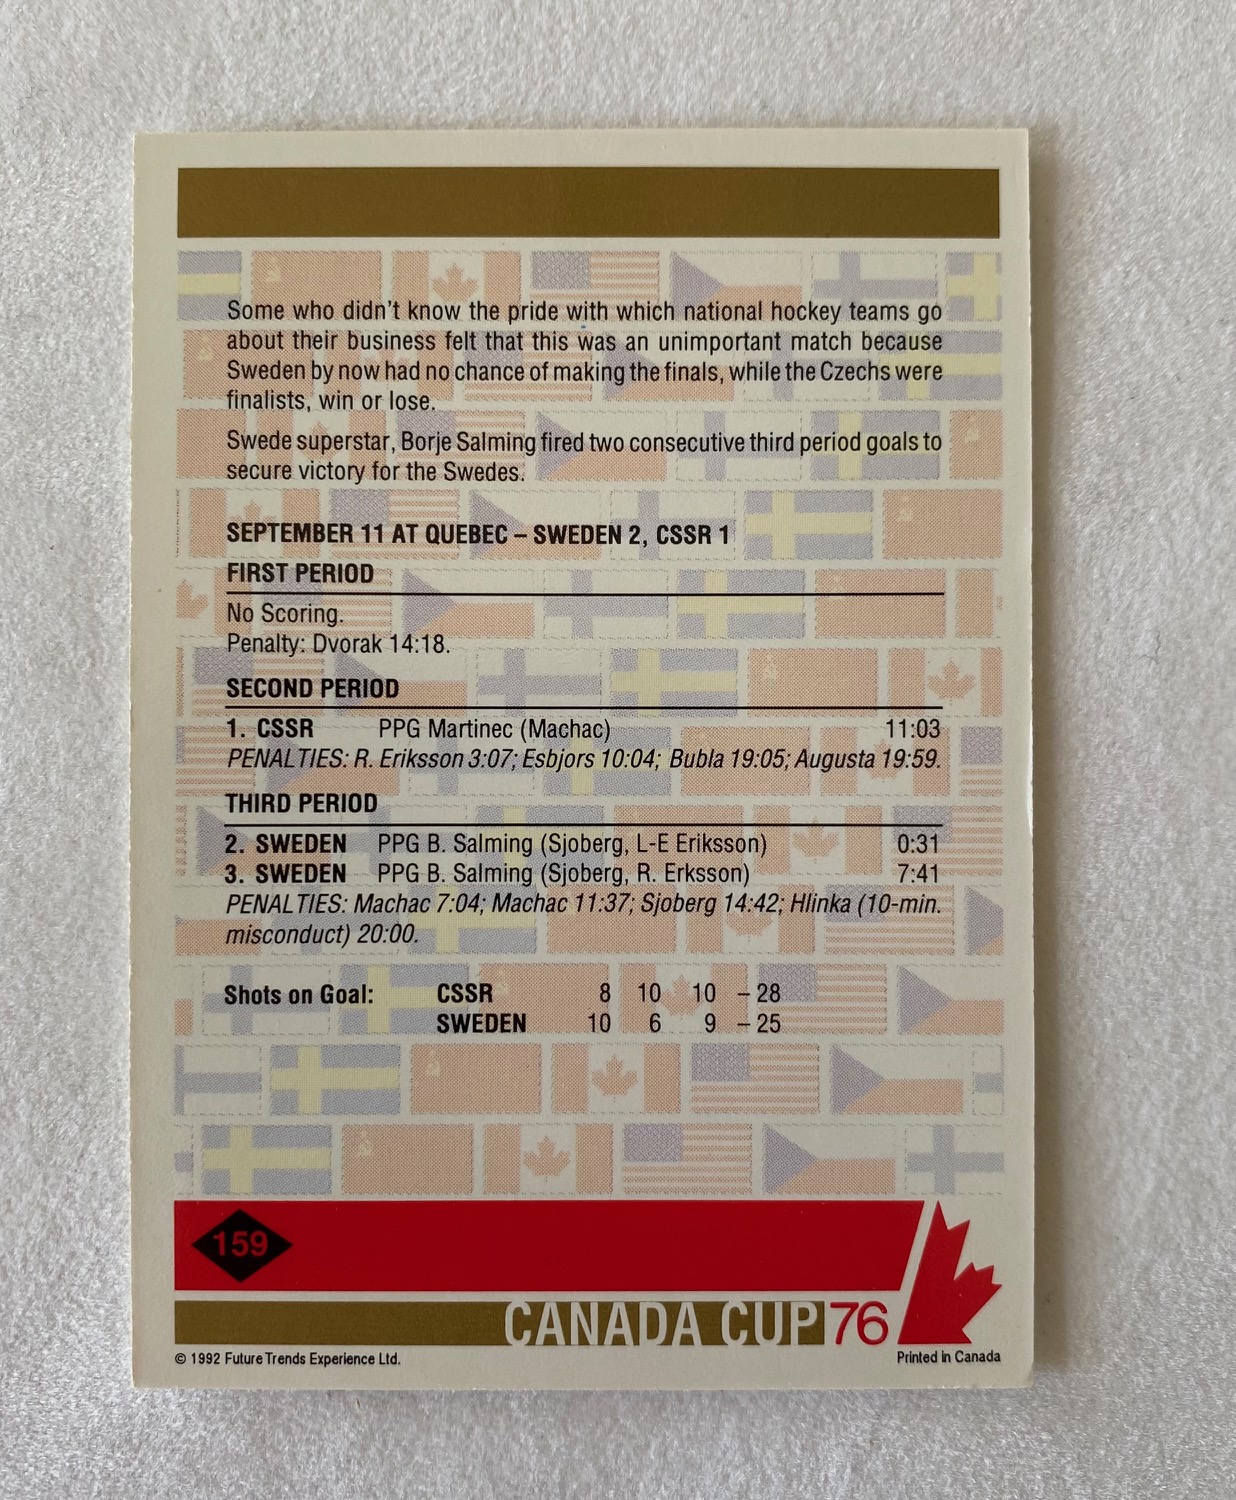 Some who didn't know the pride with which national hockey teams go
about their business felt that this was an unimportant match because
Sweden by now had no chance of making the finals, while the Czechs were
finalists, win or lose.
Swede superstar, Borje Salming fired two consecutive third period goals to
secure victory for the Swedes.
SEPTEMBER 11 AT QUEBEC – SWEDEN 2, CSSR 1
FIRST PERIOD
No Scoring.
Penalty: Dvorak 14:18.
SECOND PERIOD
1. CSSR PPG Martinec (Machac) 11:03
PENALTIES: R. Eriksson 3:07; Esbjors 10:04; Bubla 19:05; Augusta 19:59.
THIRD PERIOD
2. SWEDEN PPG B. Salming (Sjoberg, L-E Eriksson) 0:31
3. SWEDEN PPG B. Salming (Sjoberg, R. Erksson) 7:41
PENALTIES: Machac 7:04; Machac 11:37; Sjoberg 14:42; Hlinka (10-min.
misconduct) 20:00.
Shots on Goal: CSSR 8 10 10 – 28
SWEDEN 10 6 9 – 25
159
CANADA CUP 76
© 1992 Future Trends Experience Ltd. Printed in Canada